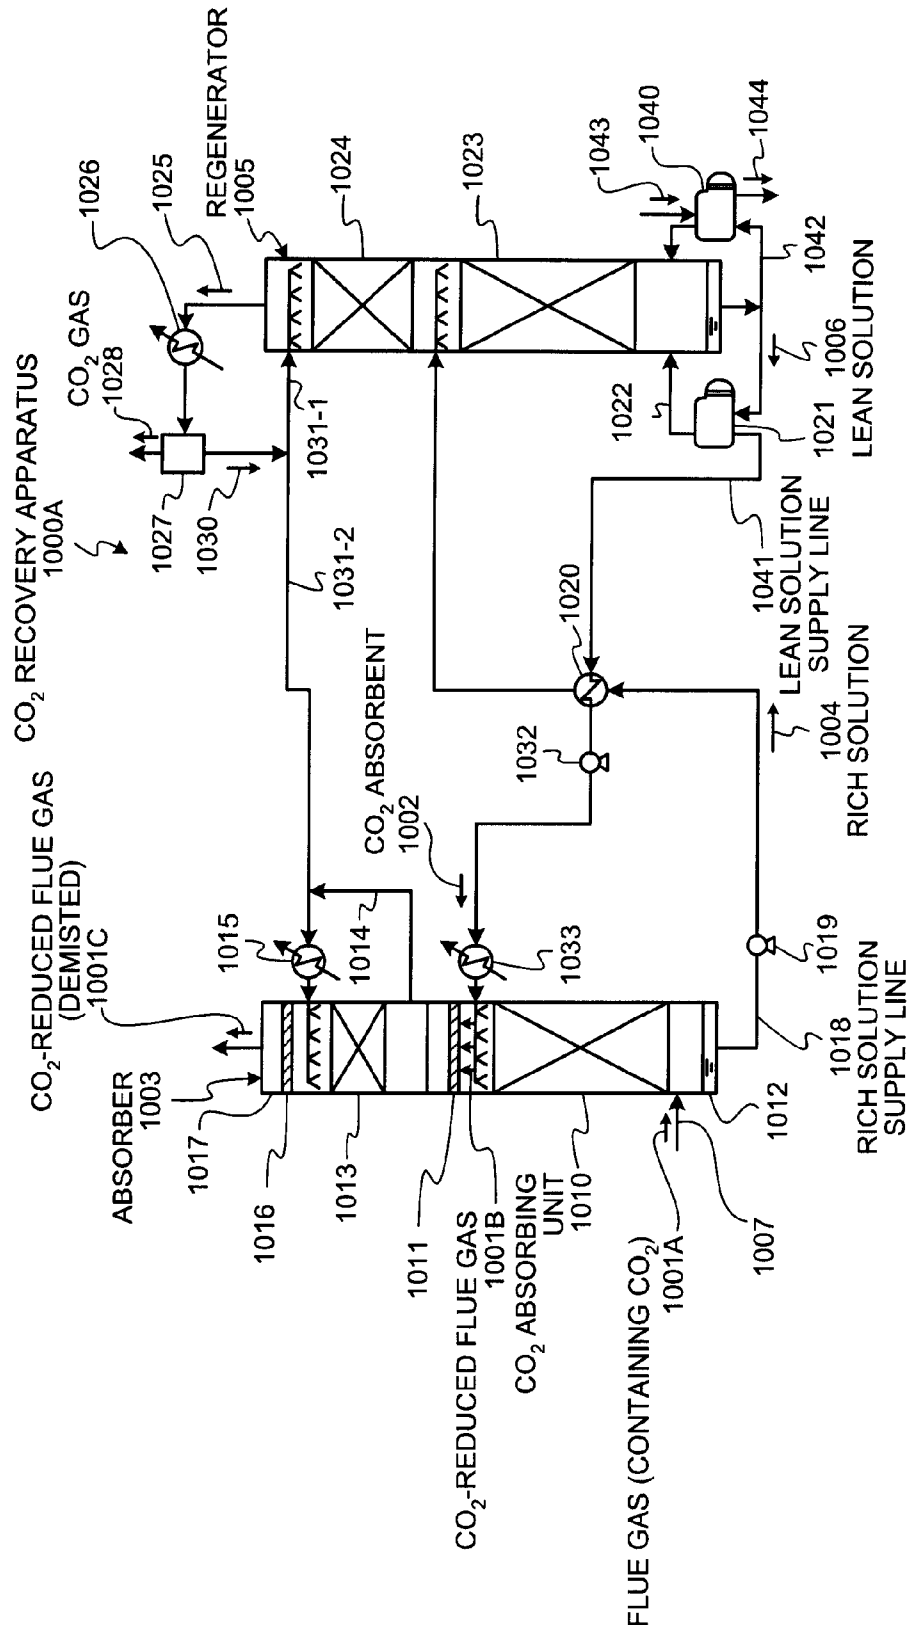 CO₂ RECOVERY APPARATUS
1000A
CO₂-REDUCED FLUE GAS
(DEMISTED)
1001C
ABSORBER
1003
1017
1016
1013
1011
CO₂-REDUCED FLUE GAS
1001B
CO₂ ABSORBING
UNIT
1010
FLUE GAS (CONTAINING CO₂)
1001A
1007
1012
1015
1014
CO₂ ABSORBENT
1002
1033
1032
1020
1019
1018
RICH SOLUTION
SUPPLY LINE
1004
RICH SOLUTION
1041
LEAN SOLUTION
SUPPLY LINE
1031-2
1031-1
CO₂ GAS
1028
1027
1030
1026
1025
REGENERATOR
1005
1024
1023
1022
1021
1006
LEAN SOLUTION
1043
1040
1044
1042